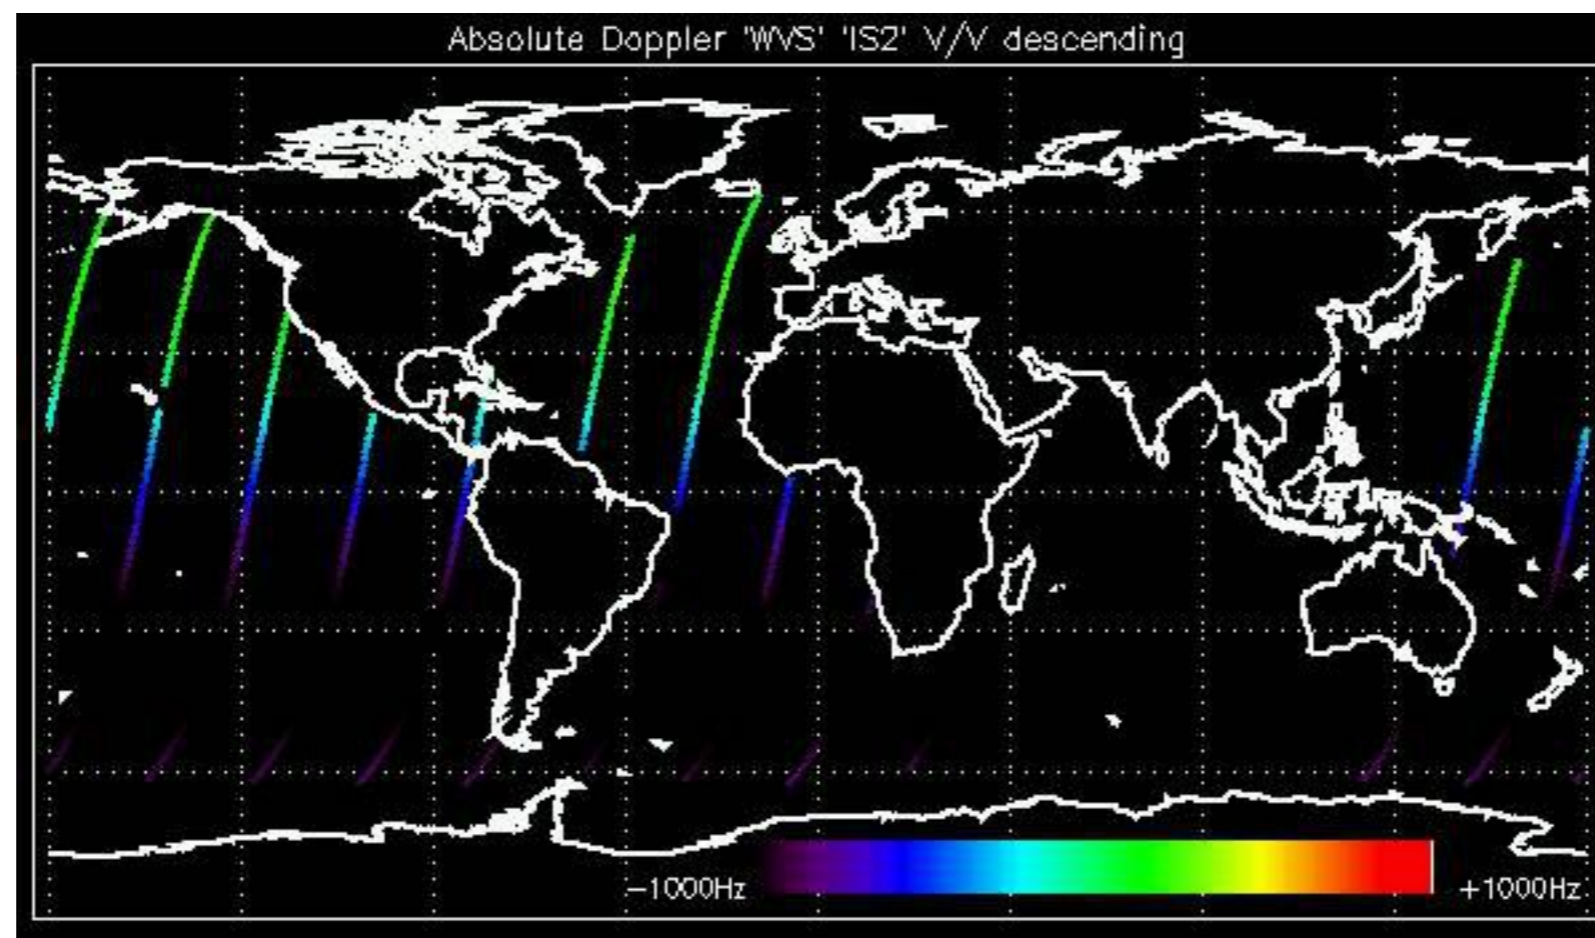 Absolute Doppler 'WVS' 'IS2' V/V descending
−1000Hz +1000Hz